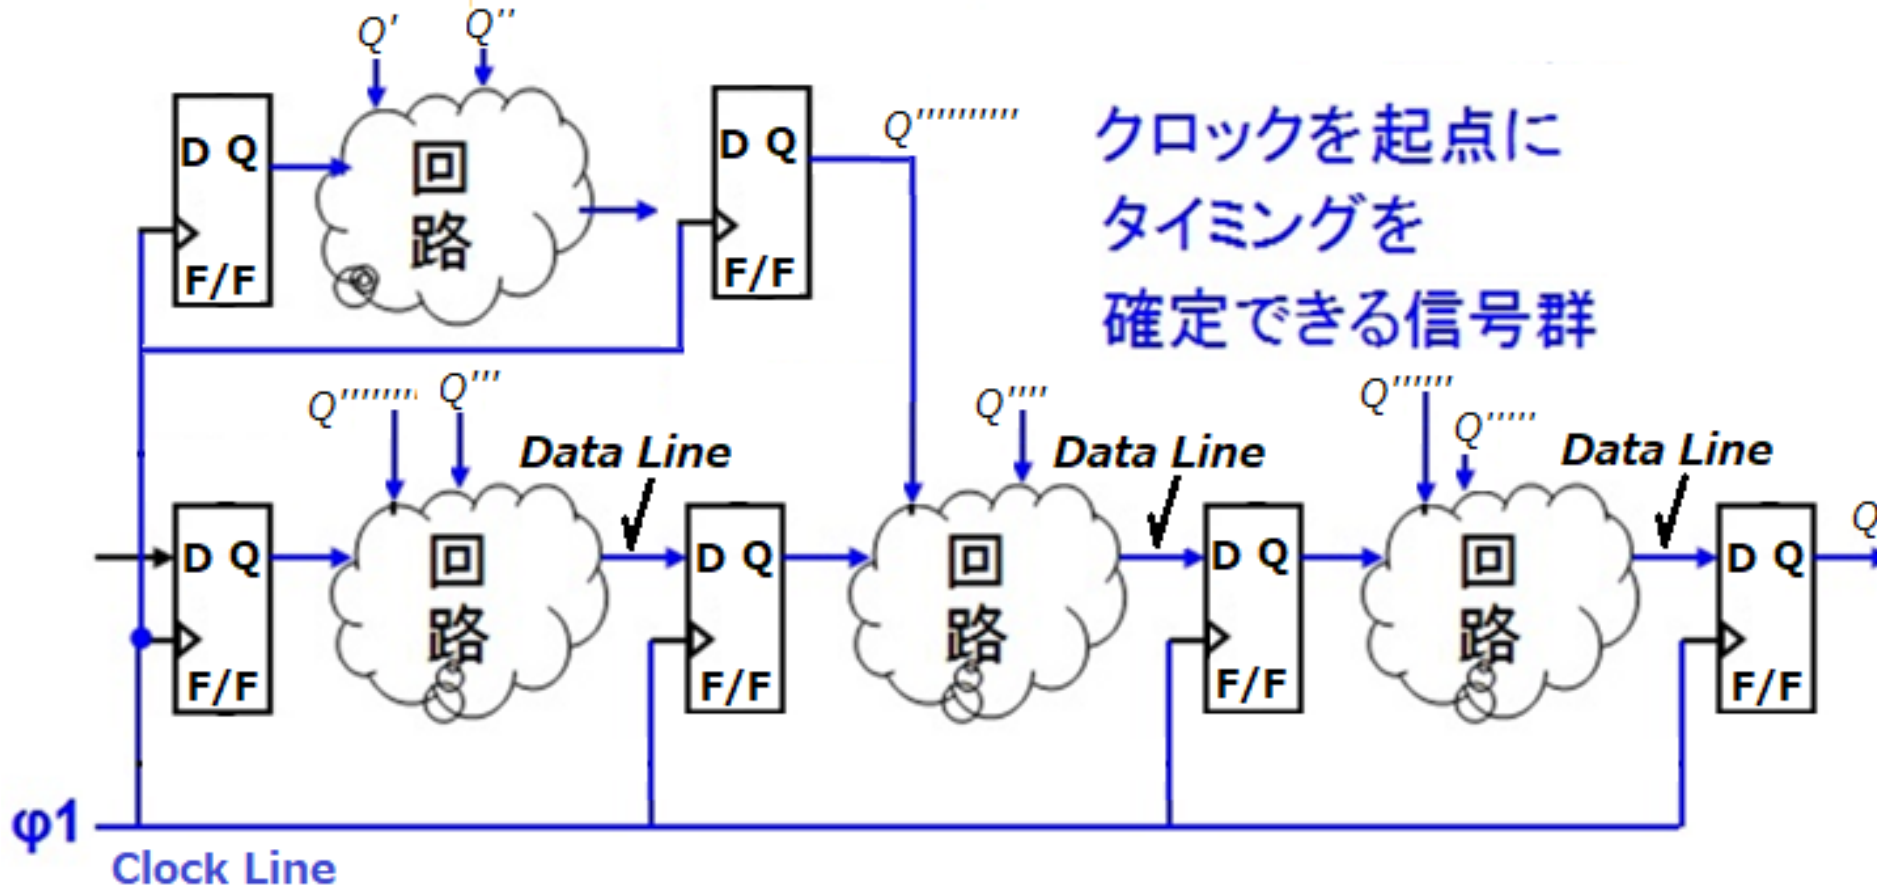 Q' Q''
D Q
回路
F/F
D Q
F/F
Q''''''''''
クロックを起点に
タイミングを
確定できる信号群
Q'''''''' Q'''
Data Line
Q''''
Data Line
Q''''''
Q'''''
Data Line
D Q
回路
F/F
D Q
回路
F/F
D Q
回路
F/F
D Q
F/F
Q
φ1
Clock Line